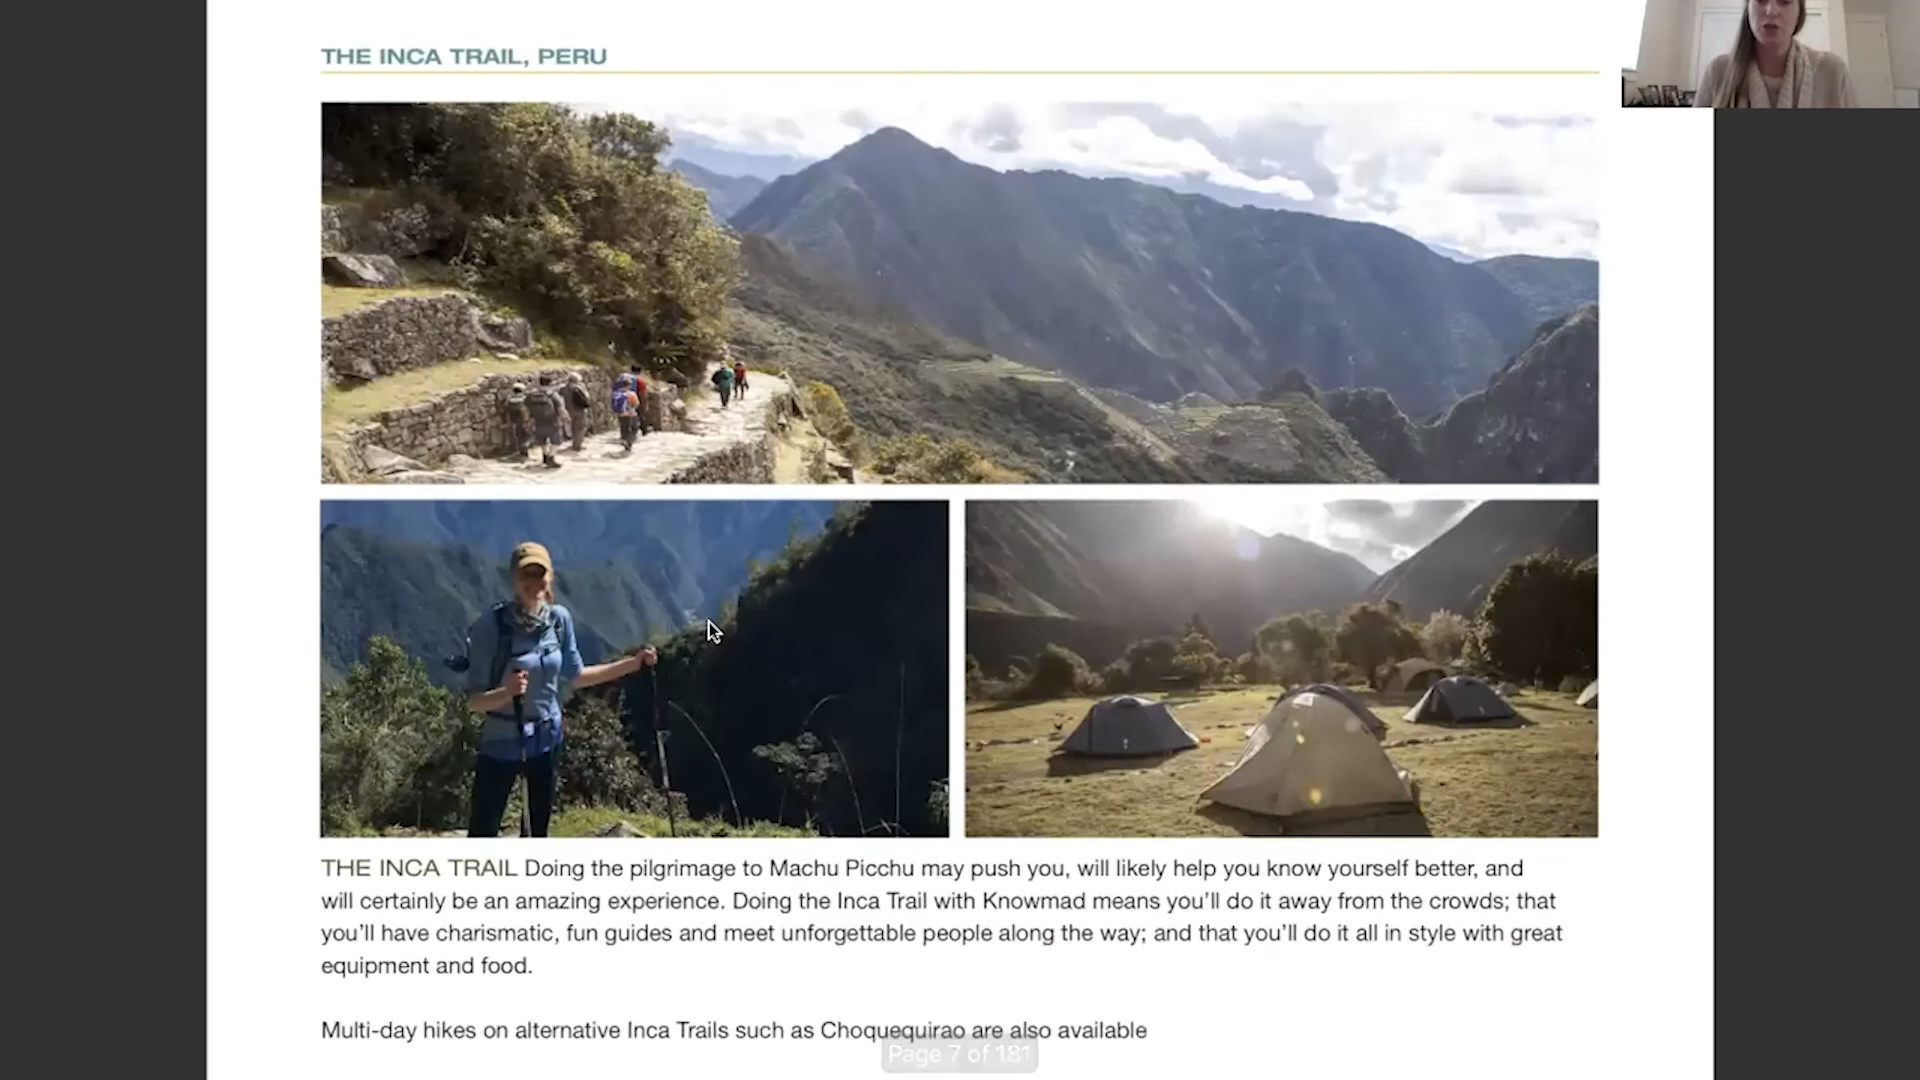 THE INCA TRAIL, PERU
THE INCA TRAIL Doing the pilgrimage to Machu Picchu may push you, will likely help you know yourself better, and
will certainly be an amazing experience. Doing the Inca Trail with Knowmad means you'll do it away from the crowds; that
you'll have charismatic, fun guides and meet unforgettable people along the way; and that you'll do it all in style with great
equipment and food.
Multi-day hikes on alternative Inca Trails such as Choquequirao are also available
Page 7 of 181